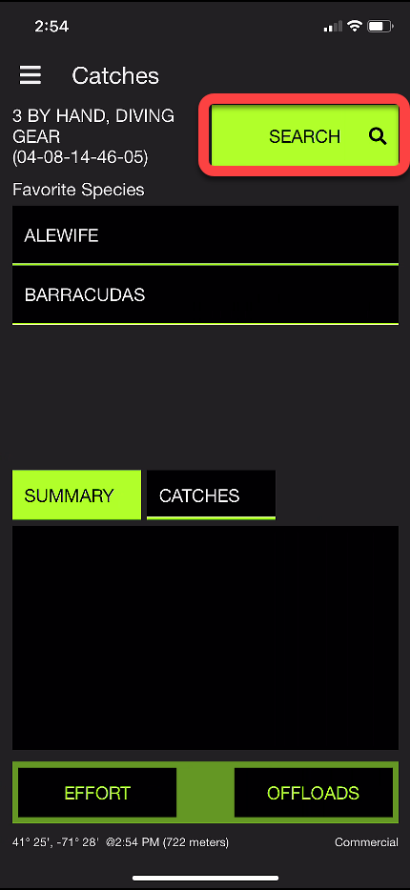 2:54
Catches
3 BY HAND, DIVING
GEAR
(04-08-14-46-05)
SEARCH
Favorite Species
ALEWIFE
BARRACUDAS
SUMMARY
CATCHES
EFFORT
OFFLOADS
41° 25', -71° 28' @2:54 PM (722 meters)
Commercial